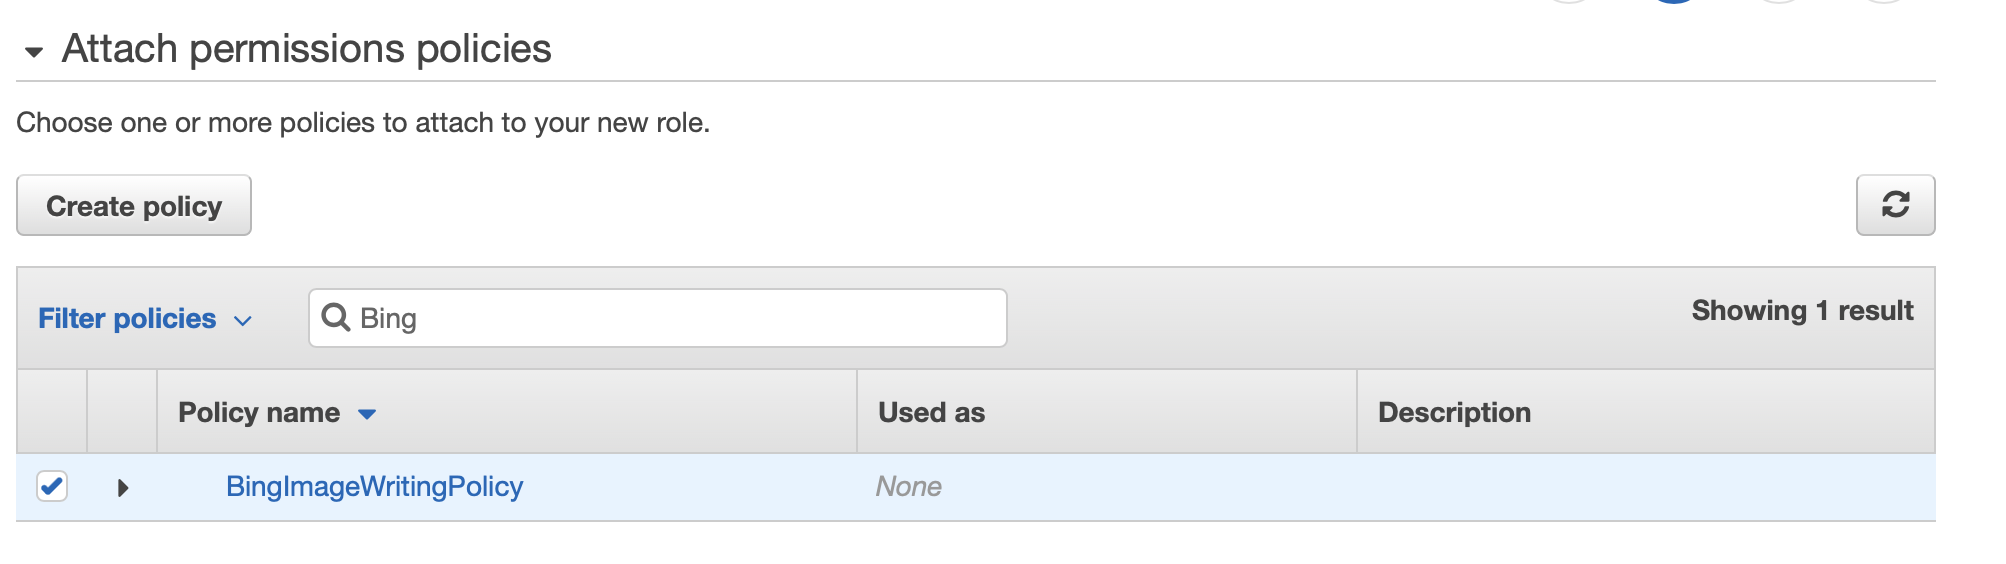 Attach permissions policies
Choose one or more policies to attach to your new role.
Create policy
Filter policies
Bing
Showing 1 result
Policy name
Used as
Description
BingImageWritingPolicy
None